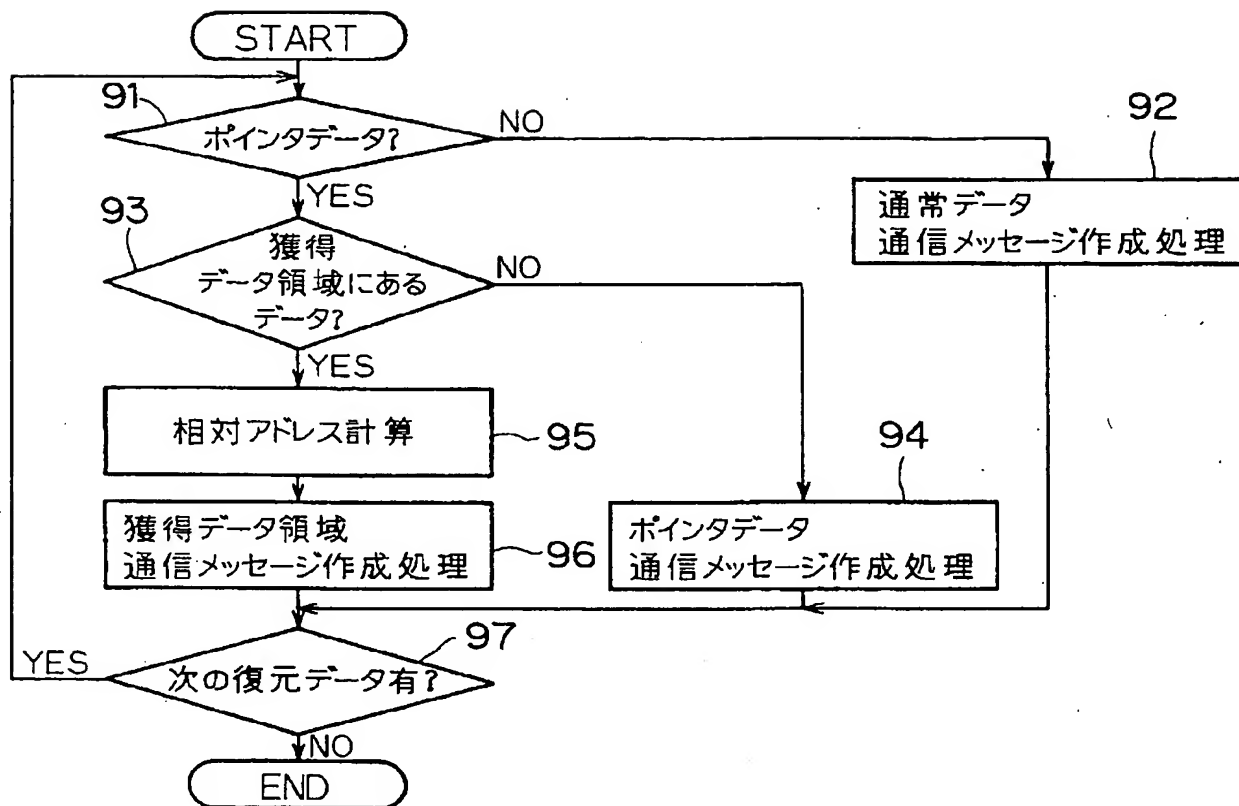 START
91
ポインタデータ?
NO
YES
92
通常データ
通信メッセージ作成処理
93
獲得
データ領域にある
データ?
NO
YES
相対アドレス計算
95
94
獲得データ領域
通信メッセージ作成処理
96
ポインタデータ
通信メッセージ作成処理
97
YES
次の復元データ有?
NO
END